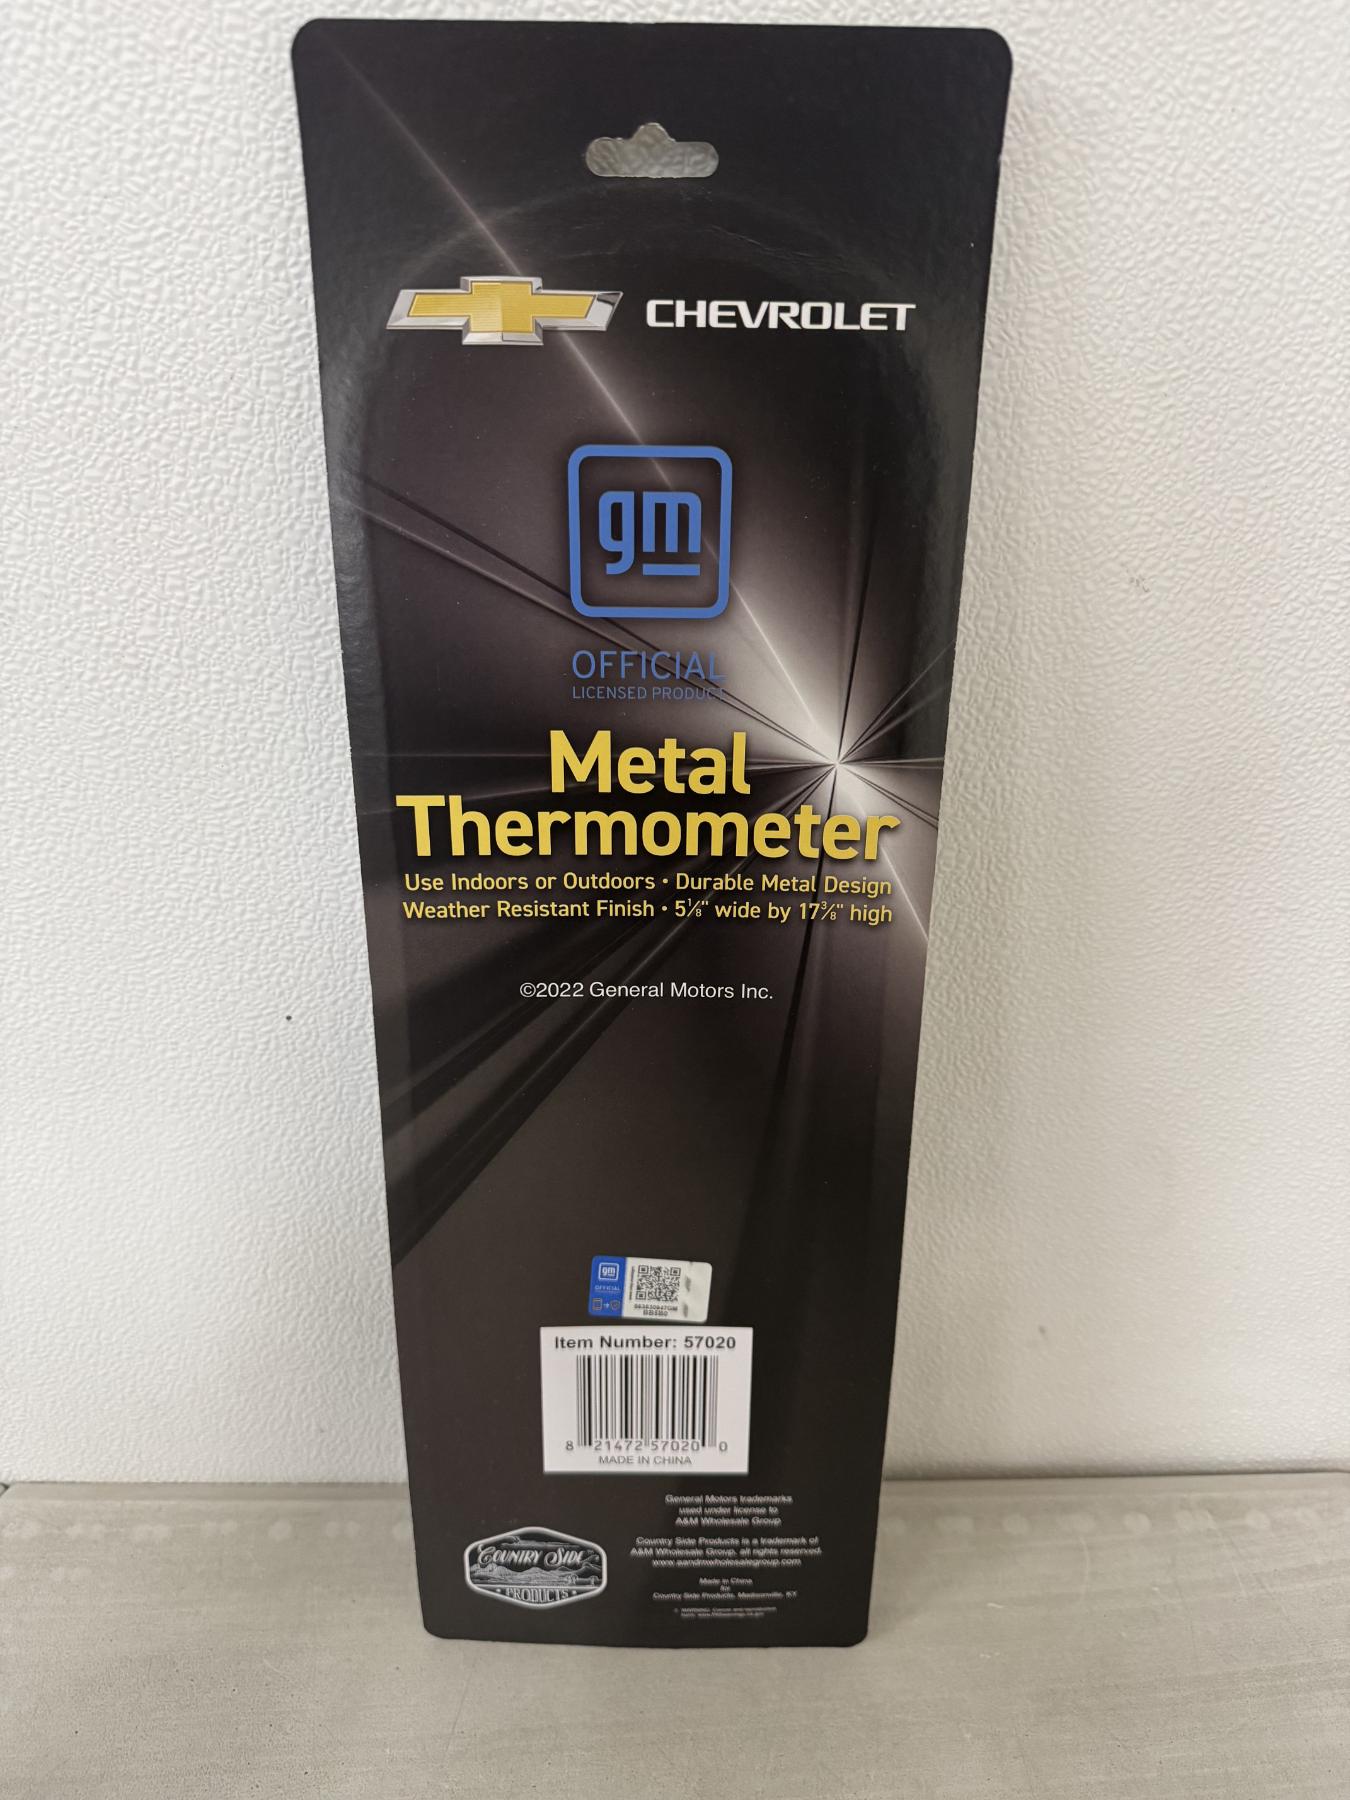 CHEVROLET
gm
OFFICIAL
LICENSED PRODUCT
Metal
Thermometer
Use Indoors or Outdoors • Durable Metal Design
Weather Resistant Finish • 5⅛" wide by 17⅜" high
©2022 General Motors Inc.
gm
OFFICIAL
Item Number: 57020
8 21472 57020 0
MADE IN CHINA
General Motors trademarks
used under license to
A&M Wholesale Group
Country Side Products is a trademark of
A&M Wholesale Group, all rights reserved.
www.aandmwholesalegroup.com
Made in China
for
Country Side Products, Madisonville, KY
COUNTRY SIDE
• PRODUCTS •